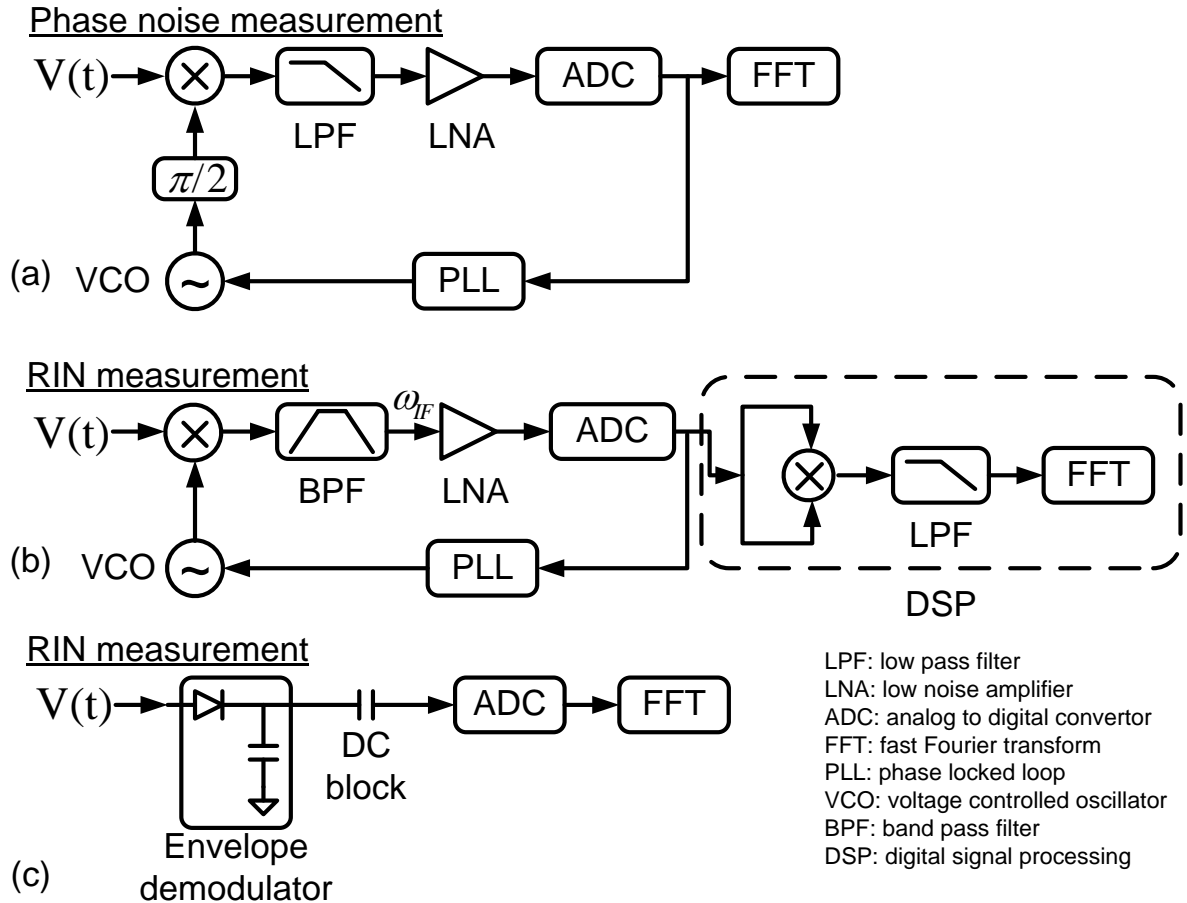 Phase noise measurement
V(t)
ADC
FFT
LPF
LNA
π/2
(a)
VCO
~
PLL
RIN measurement
V(t)
ω_IF
ADC
BPF
LNA
FFT
LPF
(b)
VCO
~
PLL
DSP
RIN measurement
V(t)
ADC
FFT
DC
block
Envelope
demodulator
(c)
LPF: low pass filter
LNA: low noise amplifier
ADC: analog to digital convertor
FFT: fast Fourier transform
PLL: phase locked loop
VCO: voltage controlled oscillator
BPF: band pass filter
DSP: digital signal processing